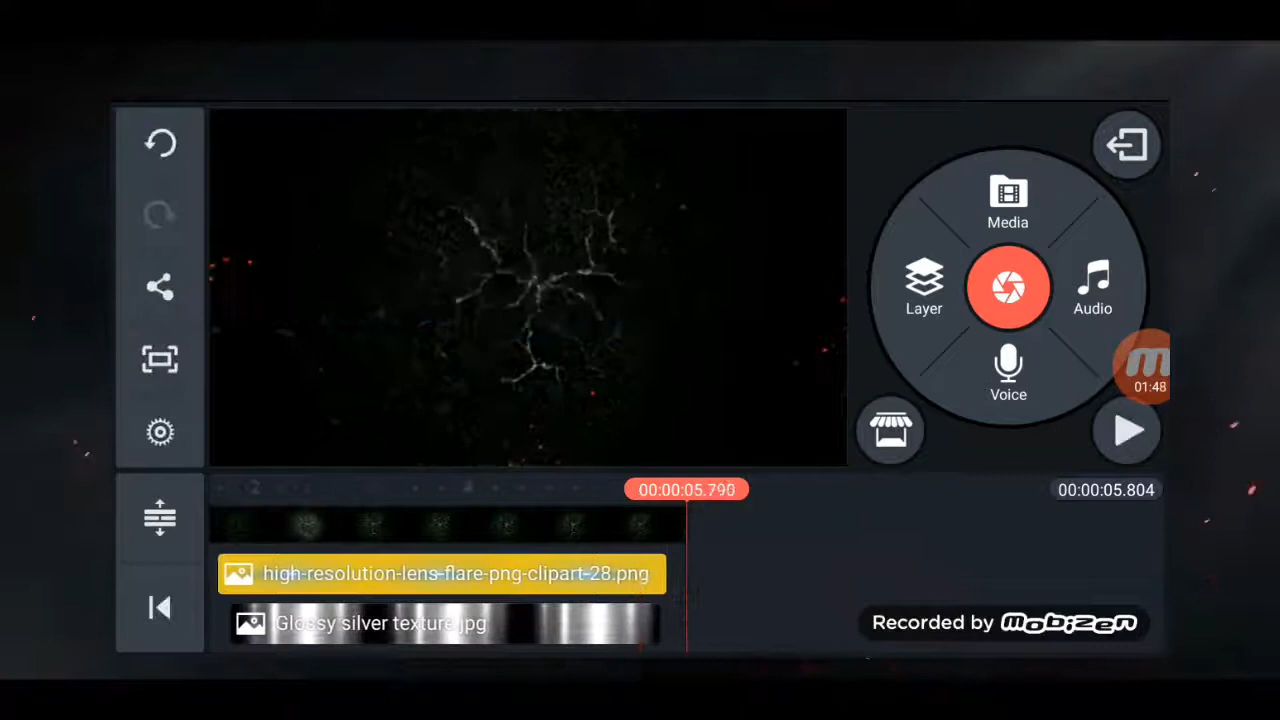 Media
Layer
Audio
Voice
1:48
00:00:05.790
00:00:05.804
high-resolution-lens-flare-png-clipart-28.png
Glossy silver texture.jpg
Recorded by mobizen